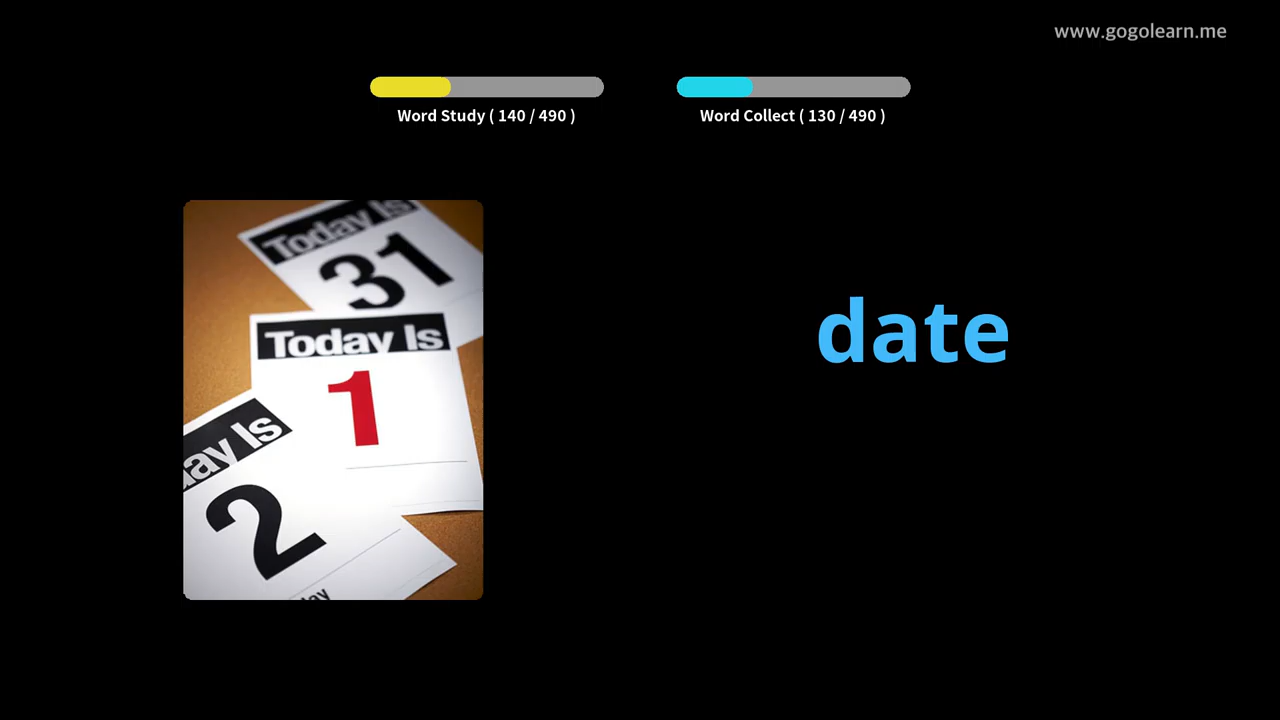 www.gogolearn.me
Word Study ( 140 / 490 )
Word Collect ( 130 / 490 )
Today Is
31
Today Is
1
date
ay Is
2
ay